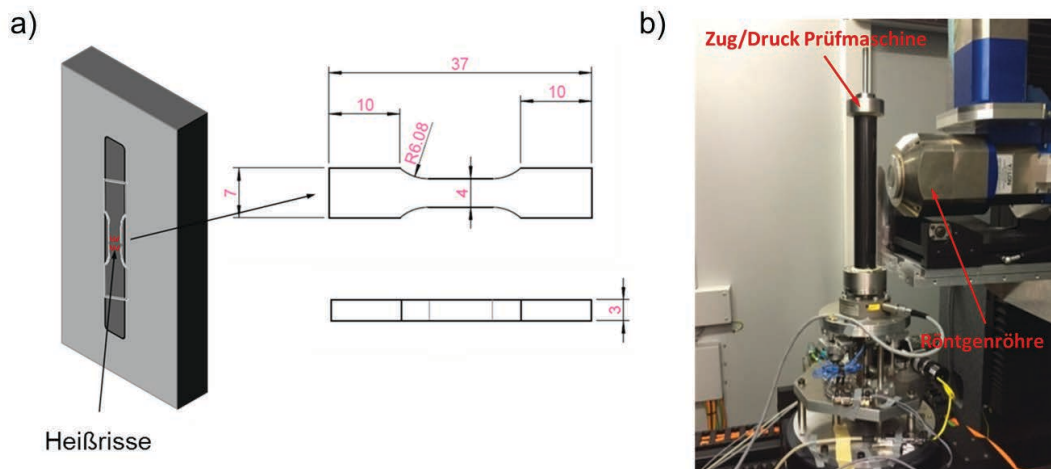 a)
37
10
10
R6.08
7
4
3
Heißrisse
b)
Zug/Druck Prüfmaschine
Röntgenröhre